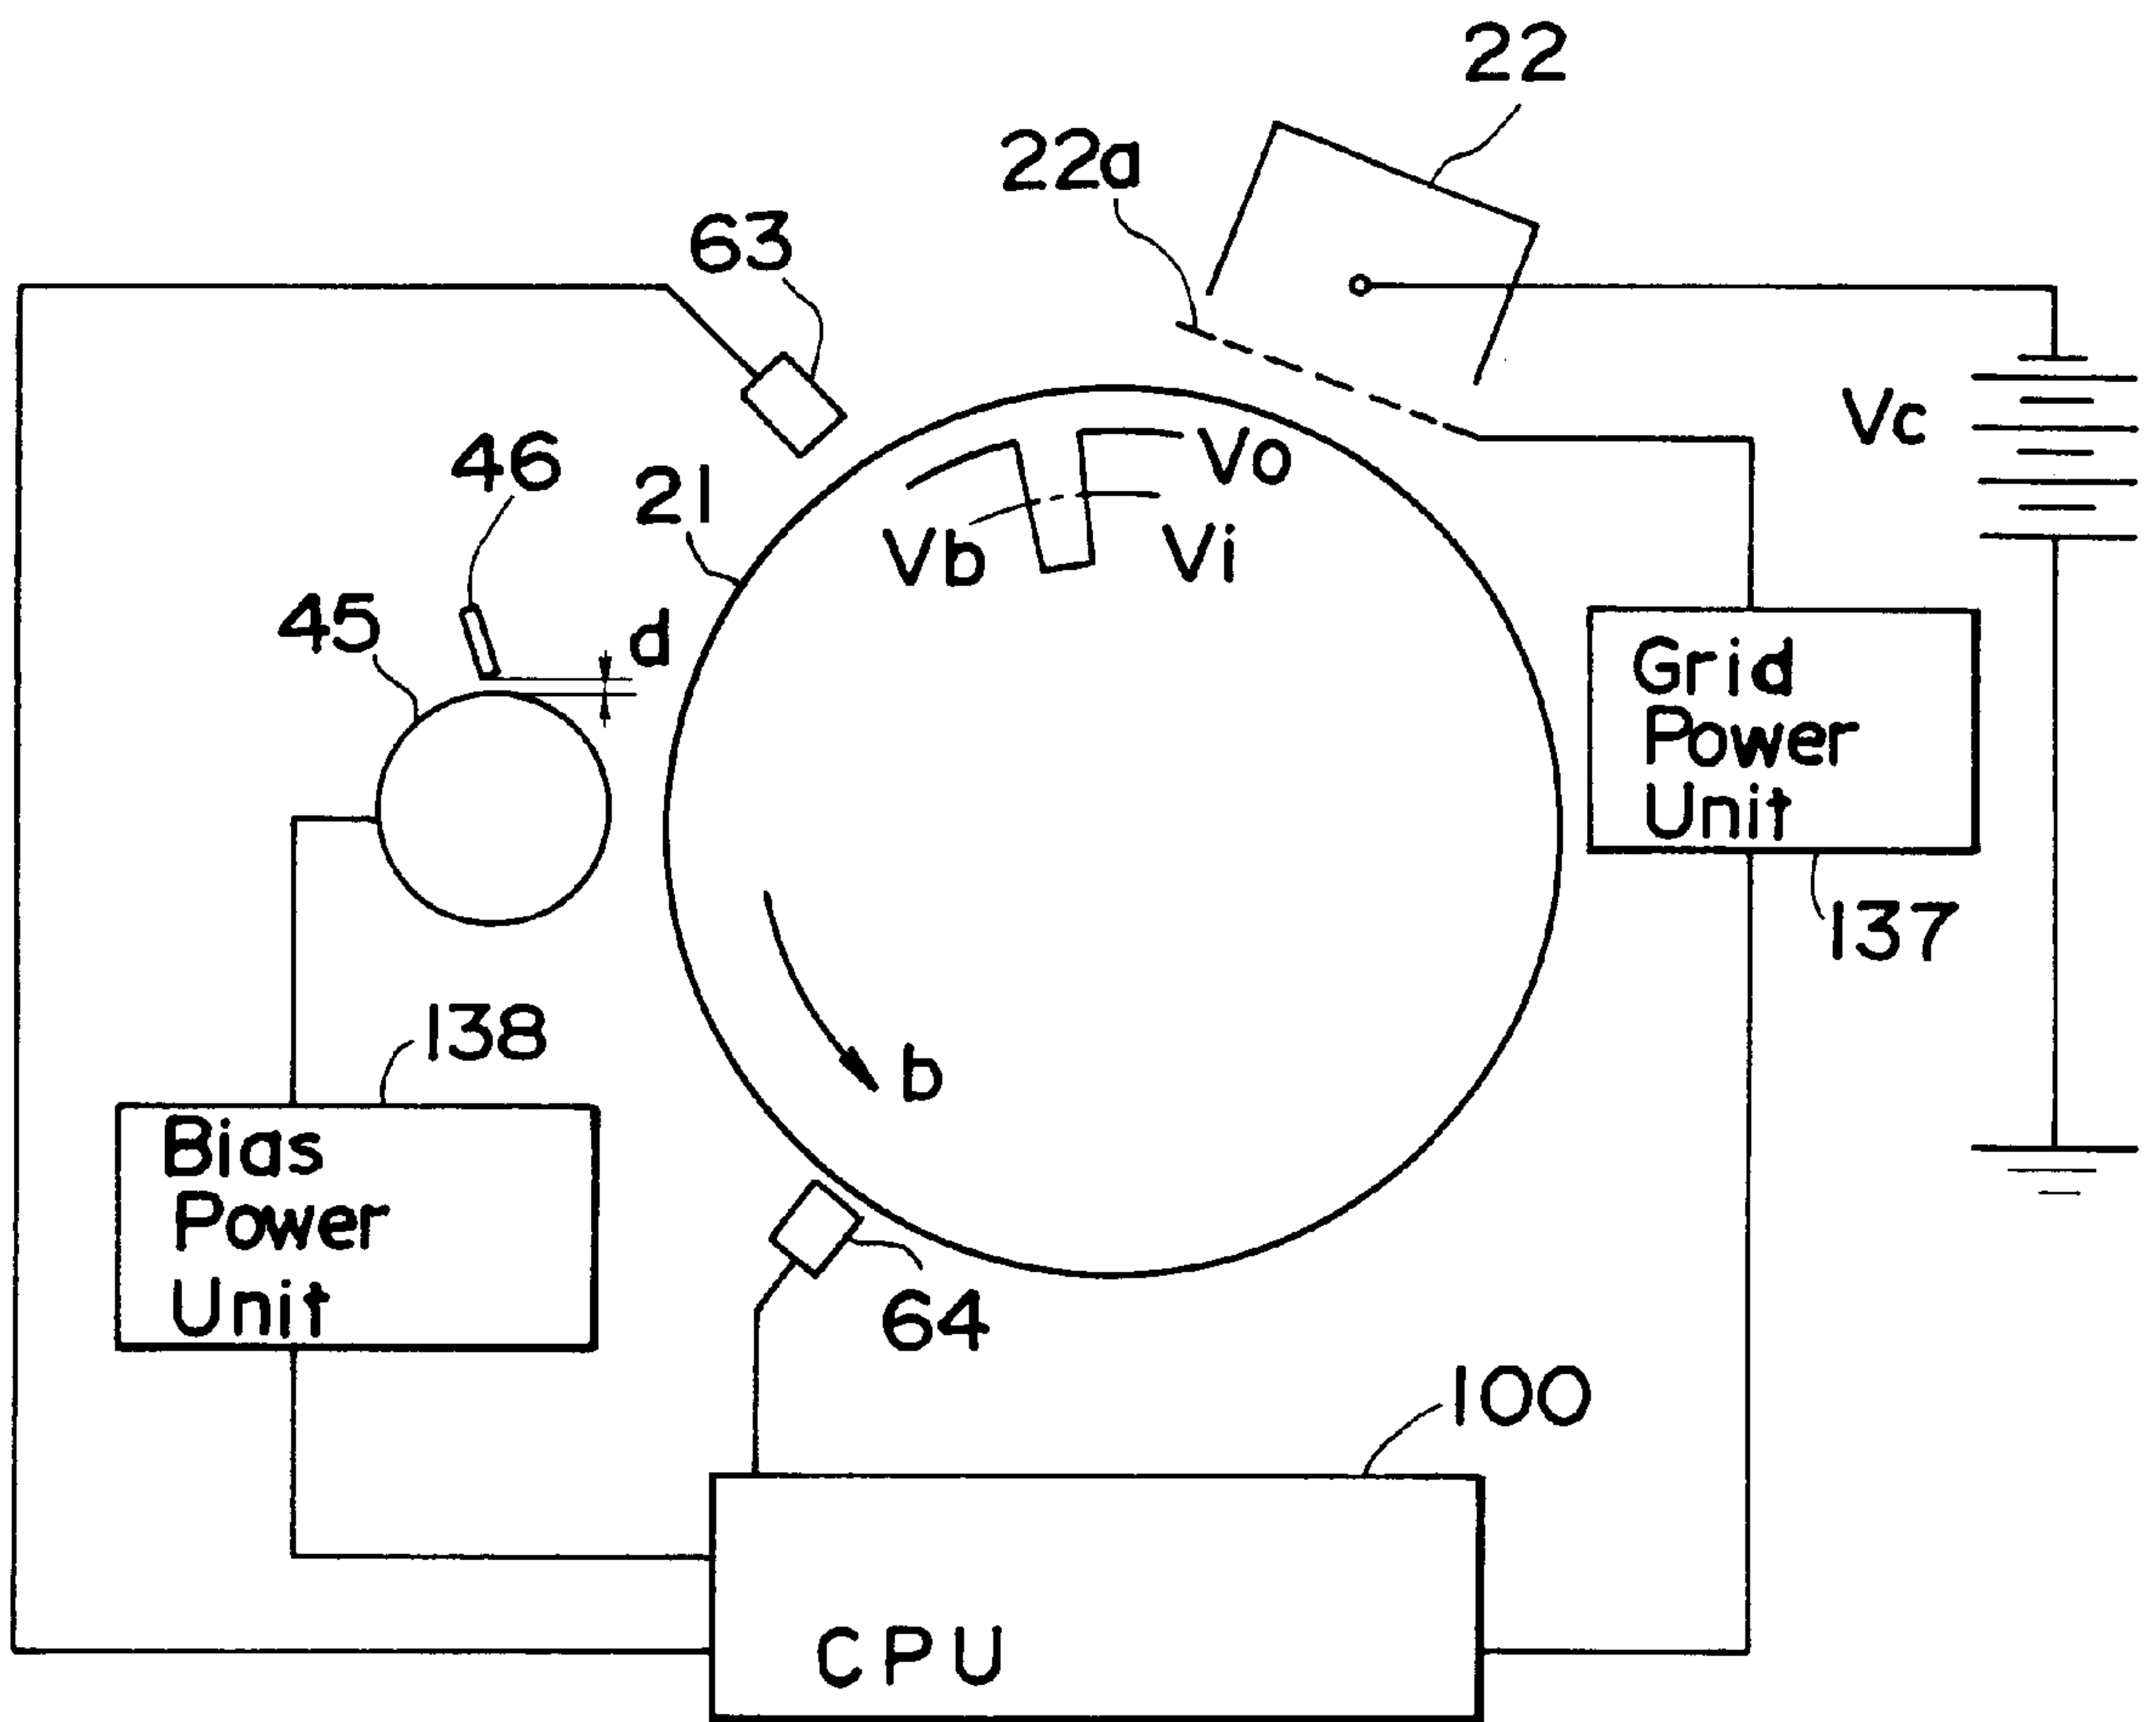 22
22a
63
Vc
46
21
Vo
Vb
Vi
45
d
Grid
Power
Unit
137
138
b
Bias
Power
Unit
64
100
CPU